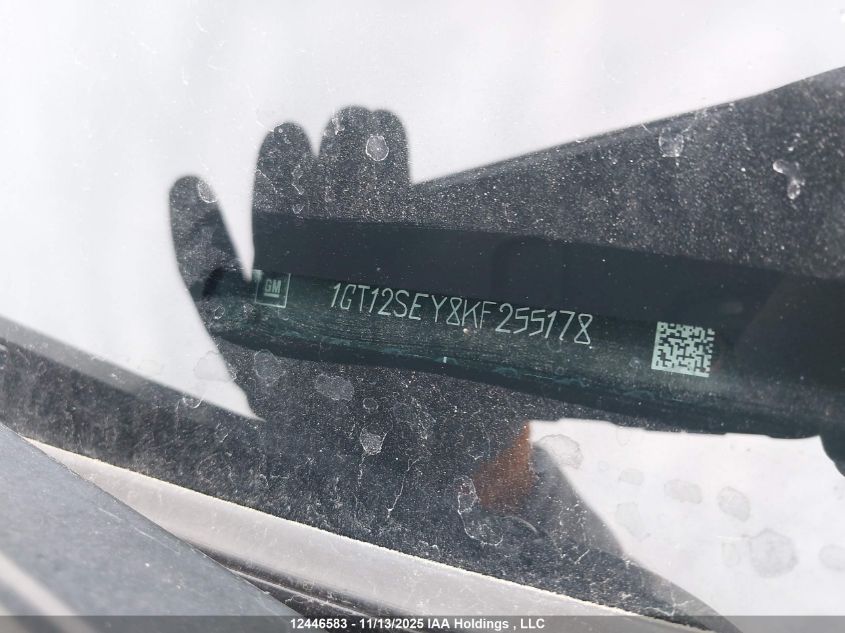 GM
1GT12SEY8KF255178
12446583 - 11/13/2025 IAA Holdings , LLC